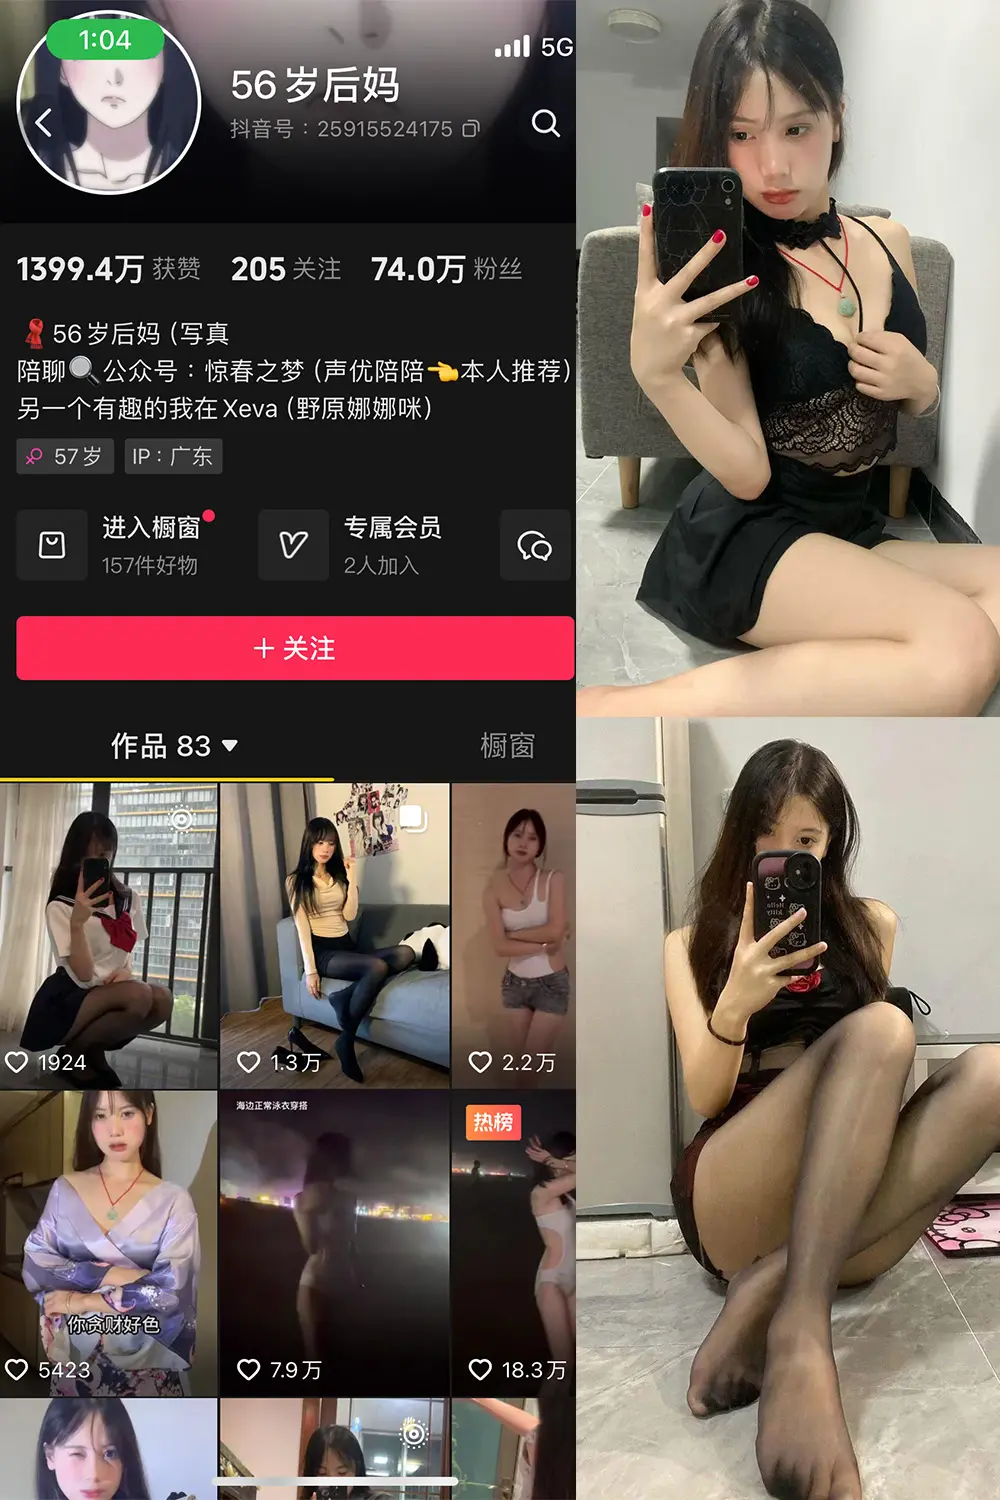 1:04
5G
56岁后妈
抖音号：25915524175
1399.4万 获赞 205 关注 74.0万 粉丝
56岁后妈（写真
陪聊🔍公众号：惊春之梦（声优陪陪👈本人推荐）
另一个有趣的我在Xeva（野原娜娜咪）
57岁 IP：广东
进入橱窗 专属会员
157件好物 2人加入
+ 关注
作品 83 橱窗
1924 1.3万 2.2万
海边正常泳衣穿搭
热榜
你贪财好色
5423 7.9万 18.3万